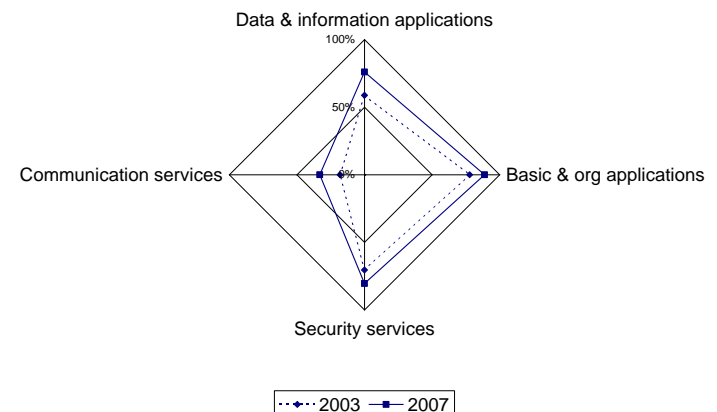 Data & information applications
100%
50%
Communication services
0%
Basic & org applications
Security services
2003 2007